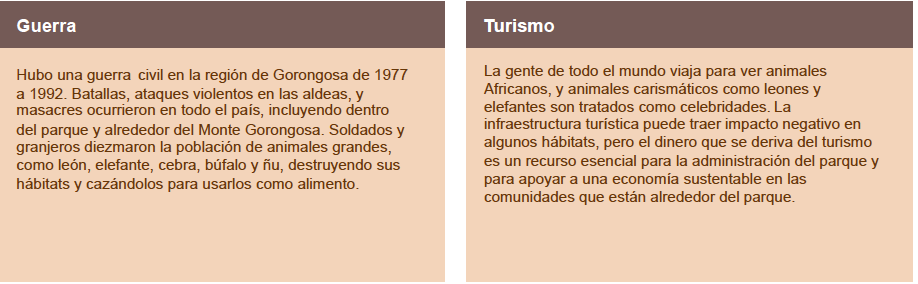 Guerra
Hubo una guerra civil en la región de Gorongosa de 1977
a 1992. Batallas, ataques violentos en las aldeas, y
masacres ocurrieron en todo el país, incluyendo dentro
del parque y alrededor del Monte Gorongosa. Soldados y
granjeros diezmaron la población de animales grandes,
como león, elefante, cebra, búfalo y ñu, destruyendo sus
hábitats y cazándolos para usarlos como alimento.
Turismo
La gente de todo el mundo viaja para ver animales
Africanos, y animales carismáticos como leones y
elefantes son tratados como celebridades. La
infraestructura turística puede traer impacto negativo en
algunos hábitats, pero el dinero que se deriva del turismo
es un recurso esencial para la administración del parque y
para apoyar a una economía sustentable en las
comunidades que están alrededor del parque.